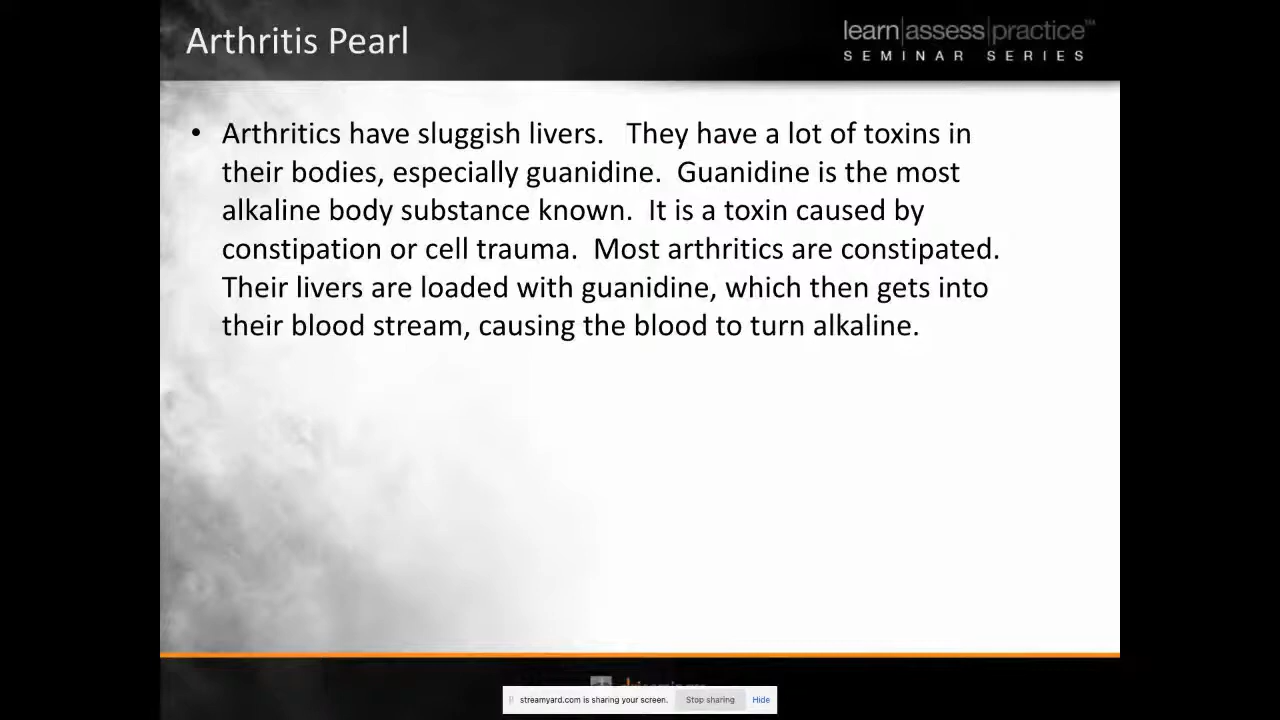 Arthritis Pearl
learn|assess|practice™
SEMINAR SERIES
• Arthritics have sluggish livers. They have a lot of toxins in
their bodies, especially guanidine. Guanidine is the most
alkaline body substance known. It is a toxin caused by
constipation or cell trauma. Most arthritics are constipated.
Their livers are loaded with guanidine, which then gets into
their blood stream, causing the blood to turn alkaline.
streamyard.com is sharing your screen. Stop sharing Hide